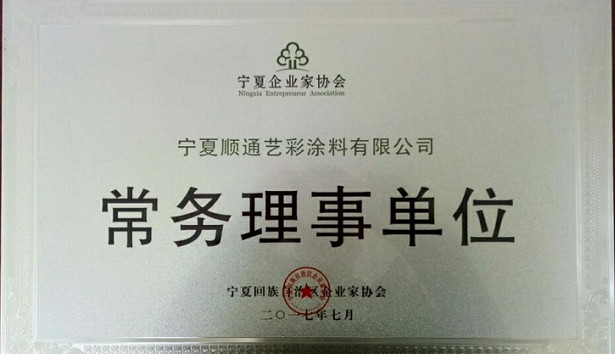 宁夏企业家协会
Ningxia Entrepreneur Association
宁夏顺通艺彩涂料有限公司
常务理事单位
宁夏回族自治区企业家协会
二〇一七年七月